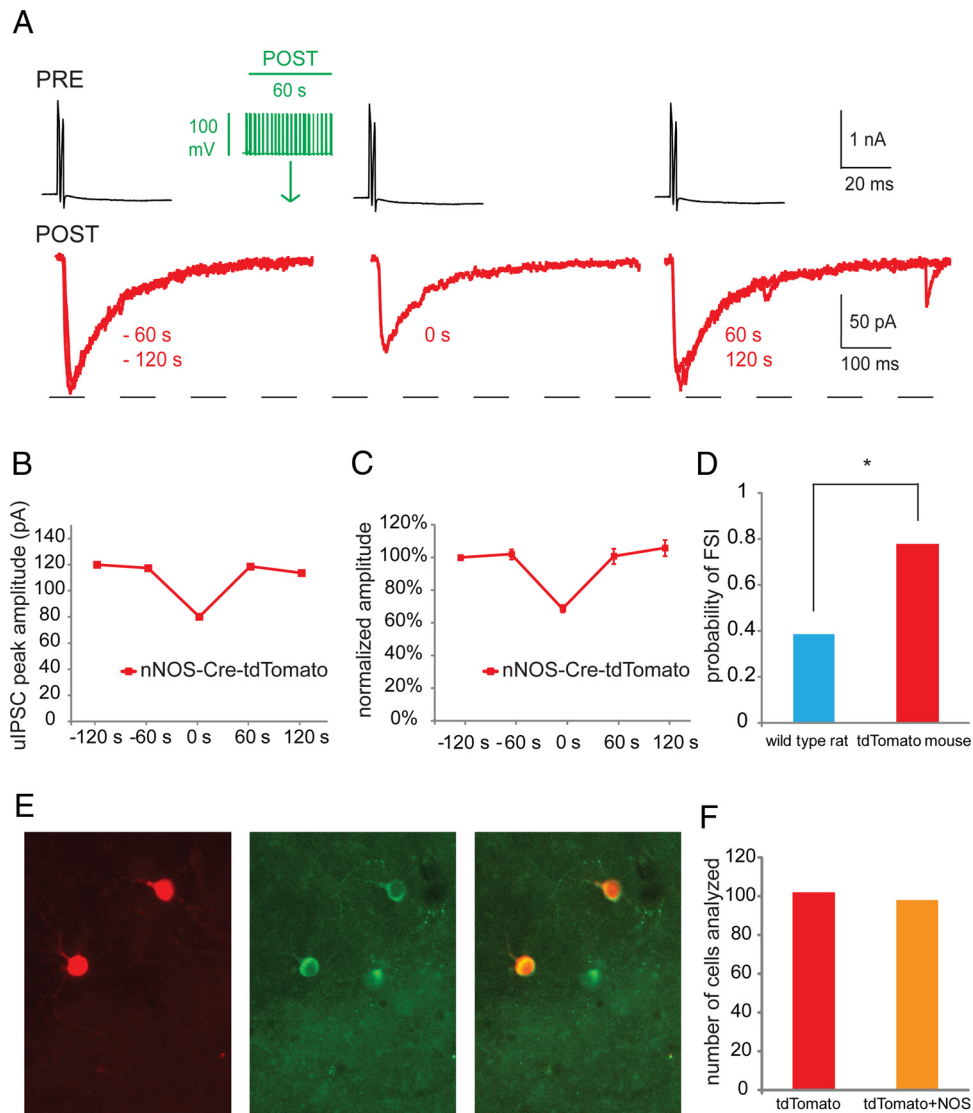 A
POST
60 s
PRE
100
mV
1 nA
20 ms
POST
- 60 s
- 120 s
0 s
60 s
120 s
50 pA
100 ms
B
uIPSC peak amplitude (pA)
140
120
100
80
60
40
20
0
nNOS-Cre-tdTomato
-120 s
-60 s
0 s
60 s
120 s
C
normalized amplitude
120%
100%
80%
60%
40%
20%
0%
nNOS-Cre-tdTomato
-120 s
-60 s
0 s
60 s
120 s
D
*
probability of FSI
1
0.8
0.6
0.4
0.2
0
wild type rat
tdTomato mouse
E
F
number of cells analyzed
120
100
80
60
40
20
0
tdTomato
tdTomato+NOS